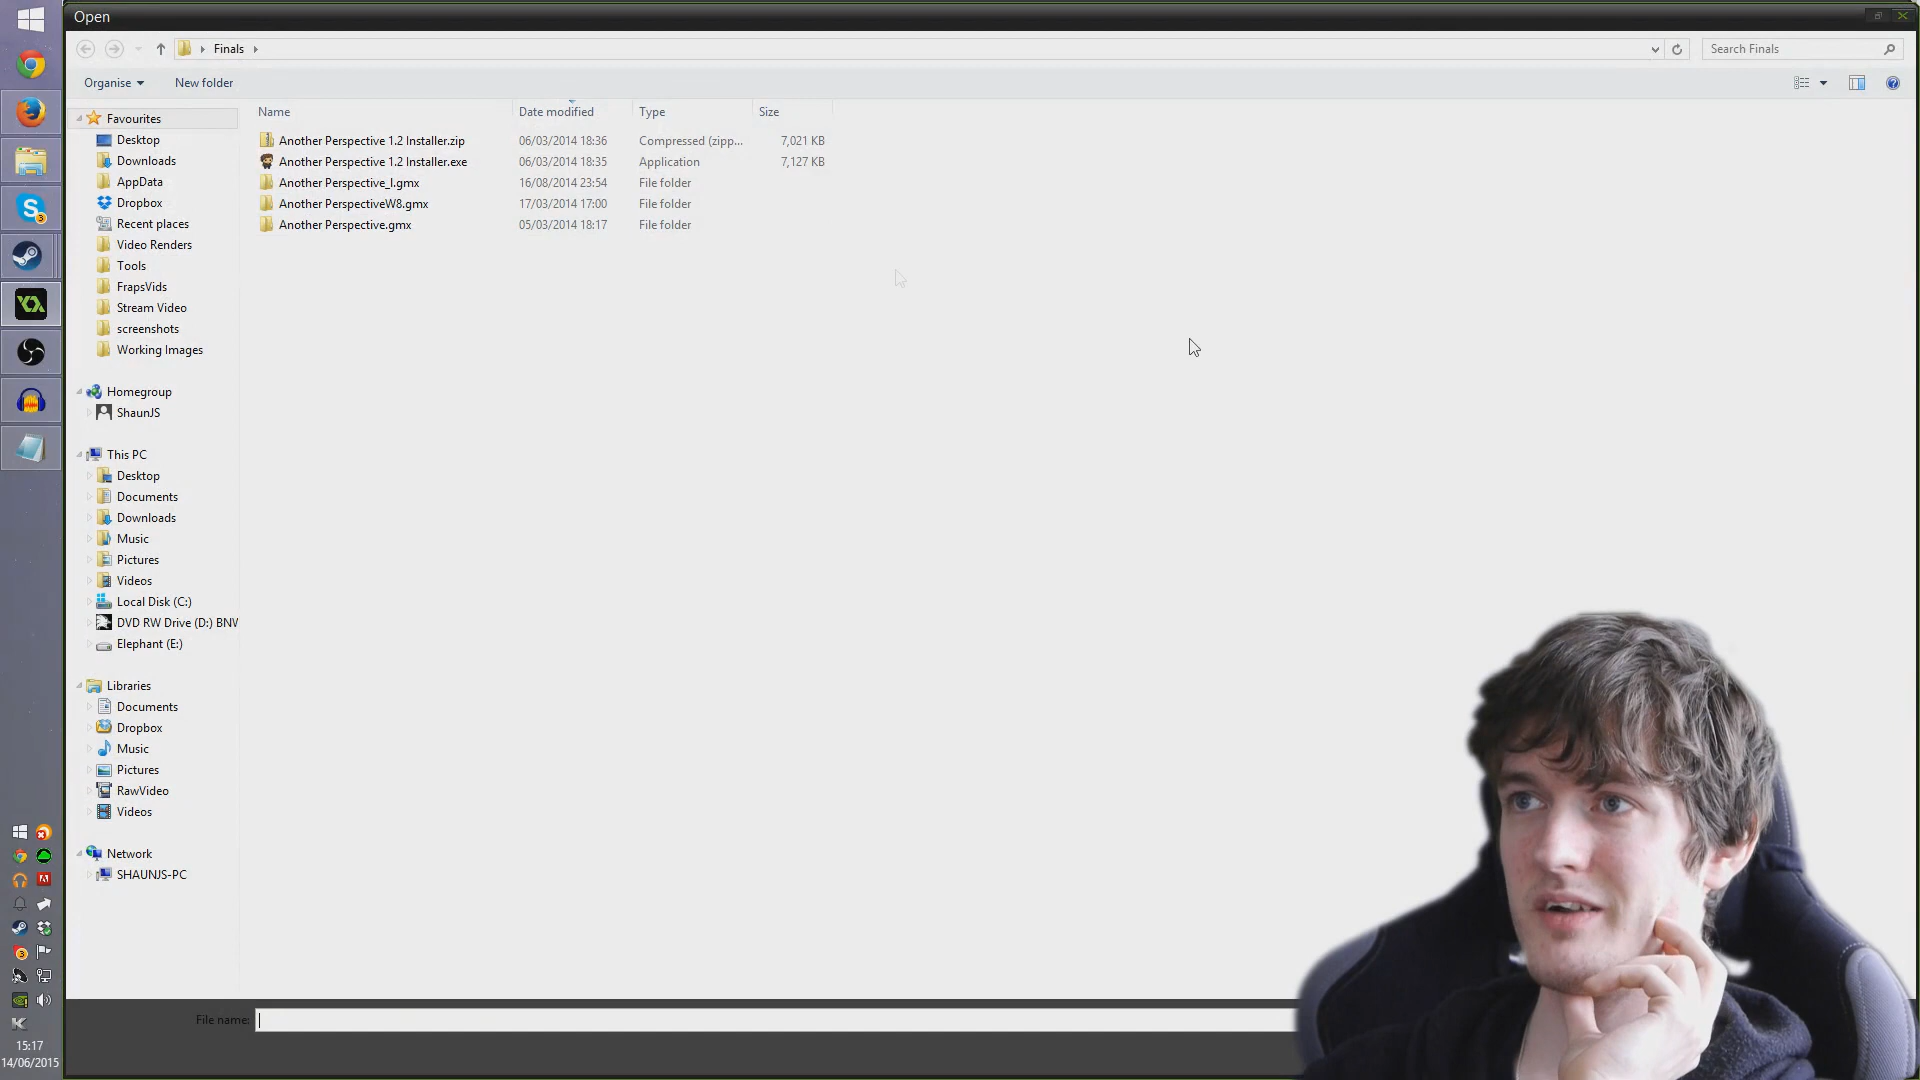 Open
Finals
Search Finals
Organise
New folder
Name Date modified Type Size
Another Perspective 1.2 Installer.zip 06/03/2014 18:36 Compressed (zipp... 7,021 KB
Another Perspective 1.2 Installer.exe 06/03/2014 18:35 Application 7,127 KB
Another Perspective_I.gmx 16/08/2014 23:54 File folder
Another PerspectiveW8.gmx 17/03/2014 17:00 File folder
Another Perspective.gmx 05/03/2014 18:17 File folder
Favourites
Desktop
Downloads
AppData
Dropbox
Recent places
Video Renders
Tools
FrapsVids
Stream Video
screenshots
Working Images
Homegroup
ShaunJS
This PC
Desktop
Documents
Downloads
Music
Pictures
Videos
Local Disk (C:)
DVD RW Drive (D:) BNW
Elephant (E:)
Libraries
Documents
Dropbox
Music
Pictures
RawVideo
Videos
Network
SHAUNJS-PC
File name:
15:17
14/06/2015